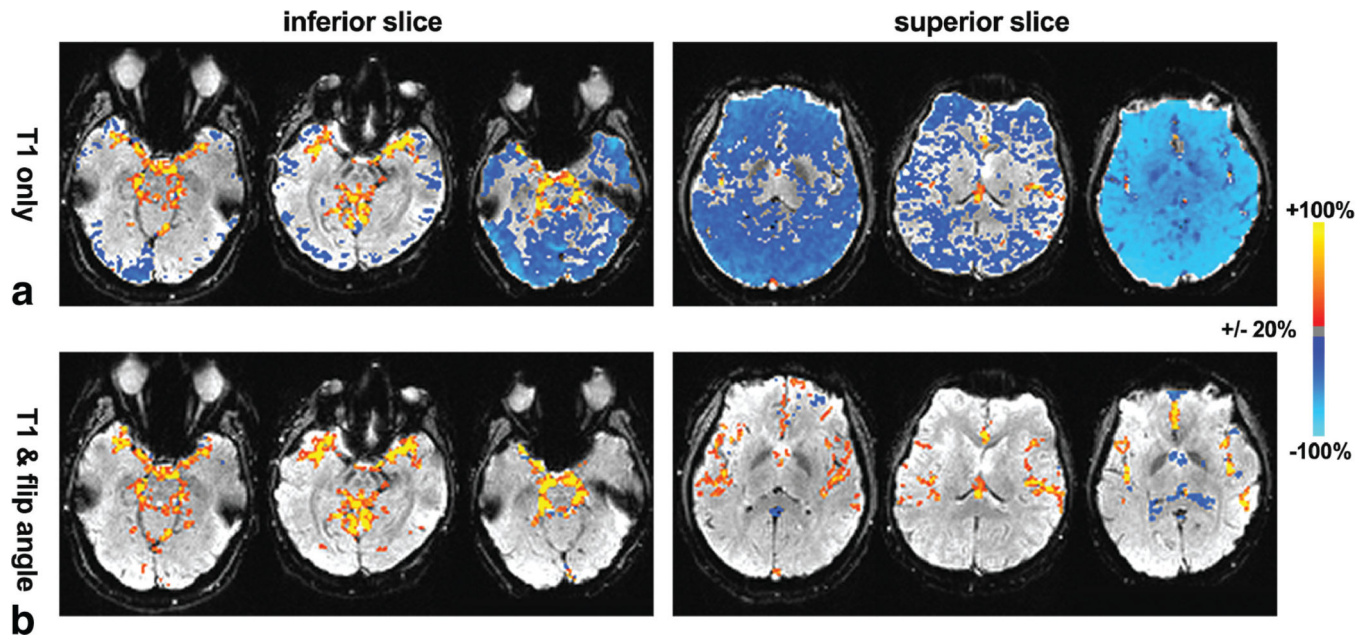 inferior slice
superior slice
T1 only
a
+100%
+/- 20%
-100%
T1 & flip angle
b